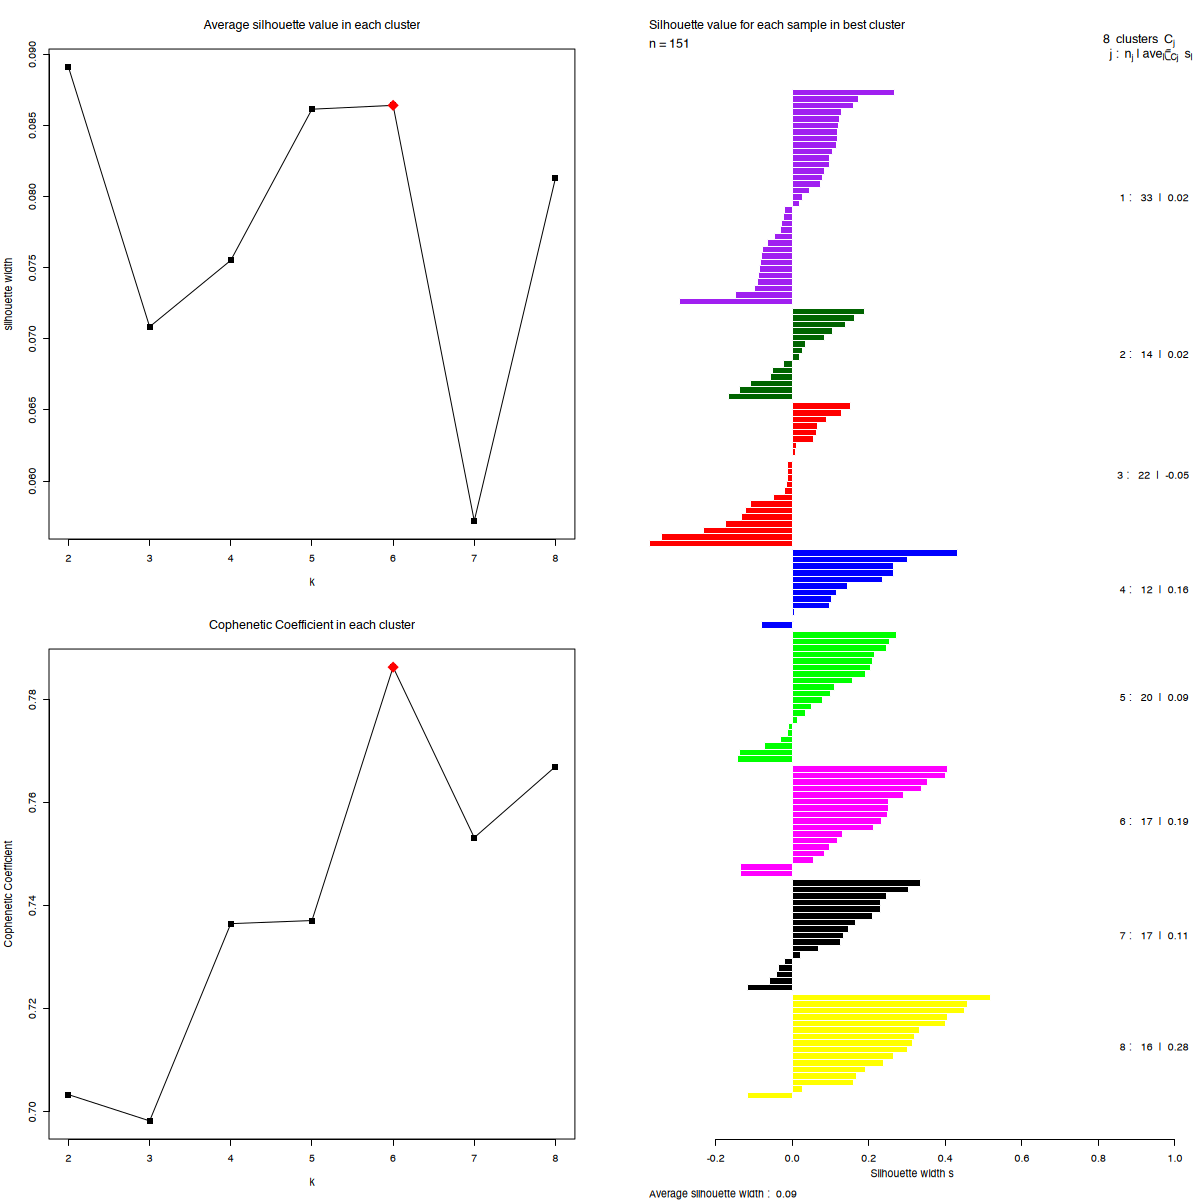 Average silhouette value in each cluster
0.090
0.085
0.080
0.075
0.070
0.065
0.060
silhouette width
2 3 4 5 6 7 8
k
Cophenetic Coefficient in each cluster
0.78
0.76
0.74
0.72
0.70
Cophenetic Coefficient
2 3 4 5 6 7 8
k
Silhouette value for each sample in best cluster
n = 151
8 clusters Cj
j : nj | avei∈Cj si
1 : 33 | 0.02
2 : 14 | 0.02
3 : 22 | -0.05
4 : 12 | 0.16
5 : 20 | 0.09
6 : 17 | 0.19
7 : 17 | 0.11
8 : 16 | 0.28
-0.2 0.0 0.2 0.4 0.6 0.8 1.0
Silhouette width s
Average silhouette width : 0.09